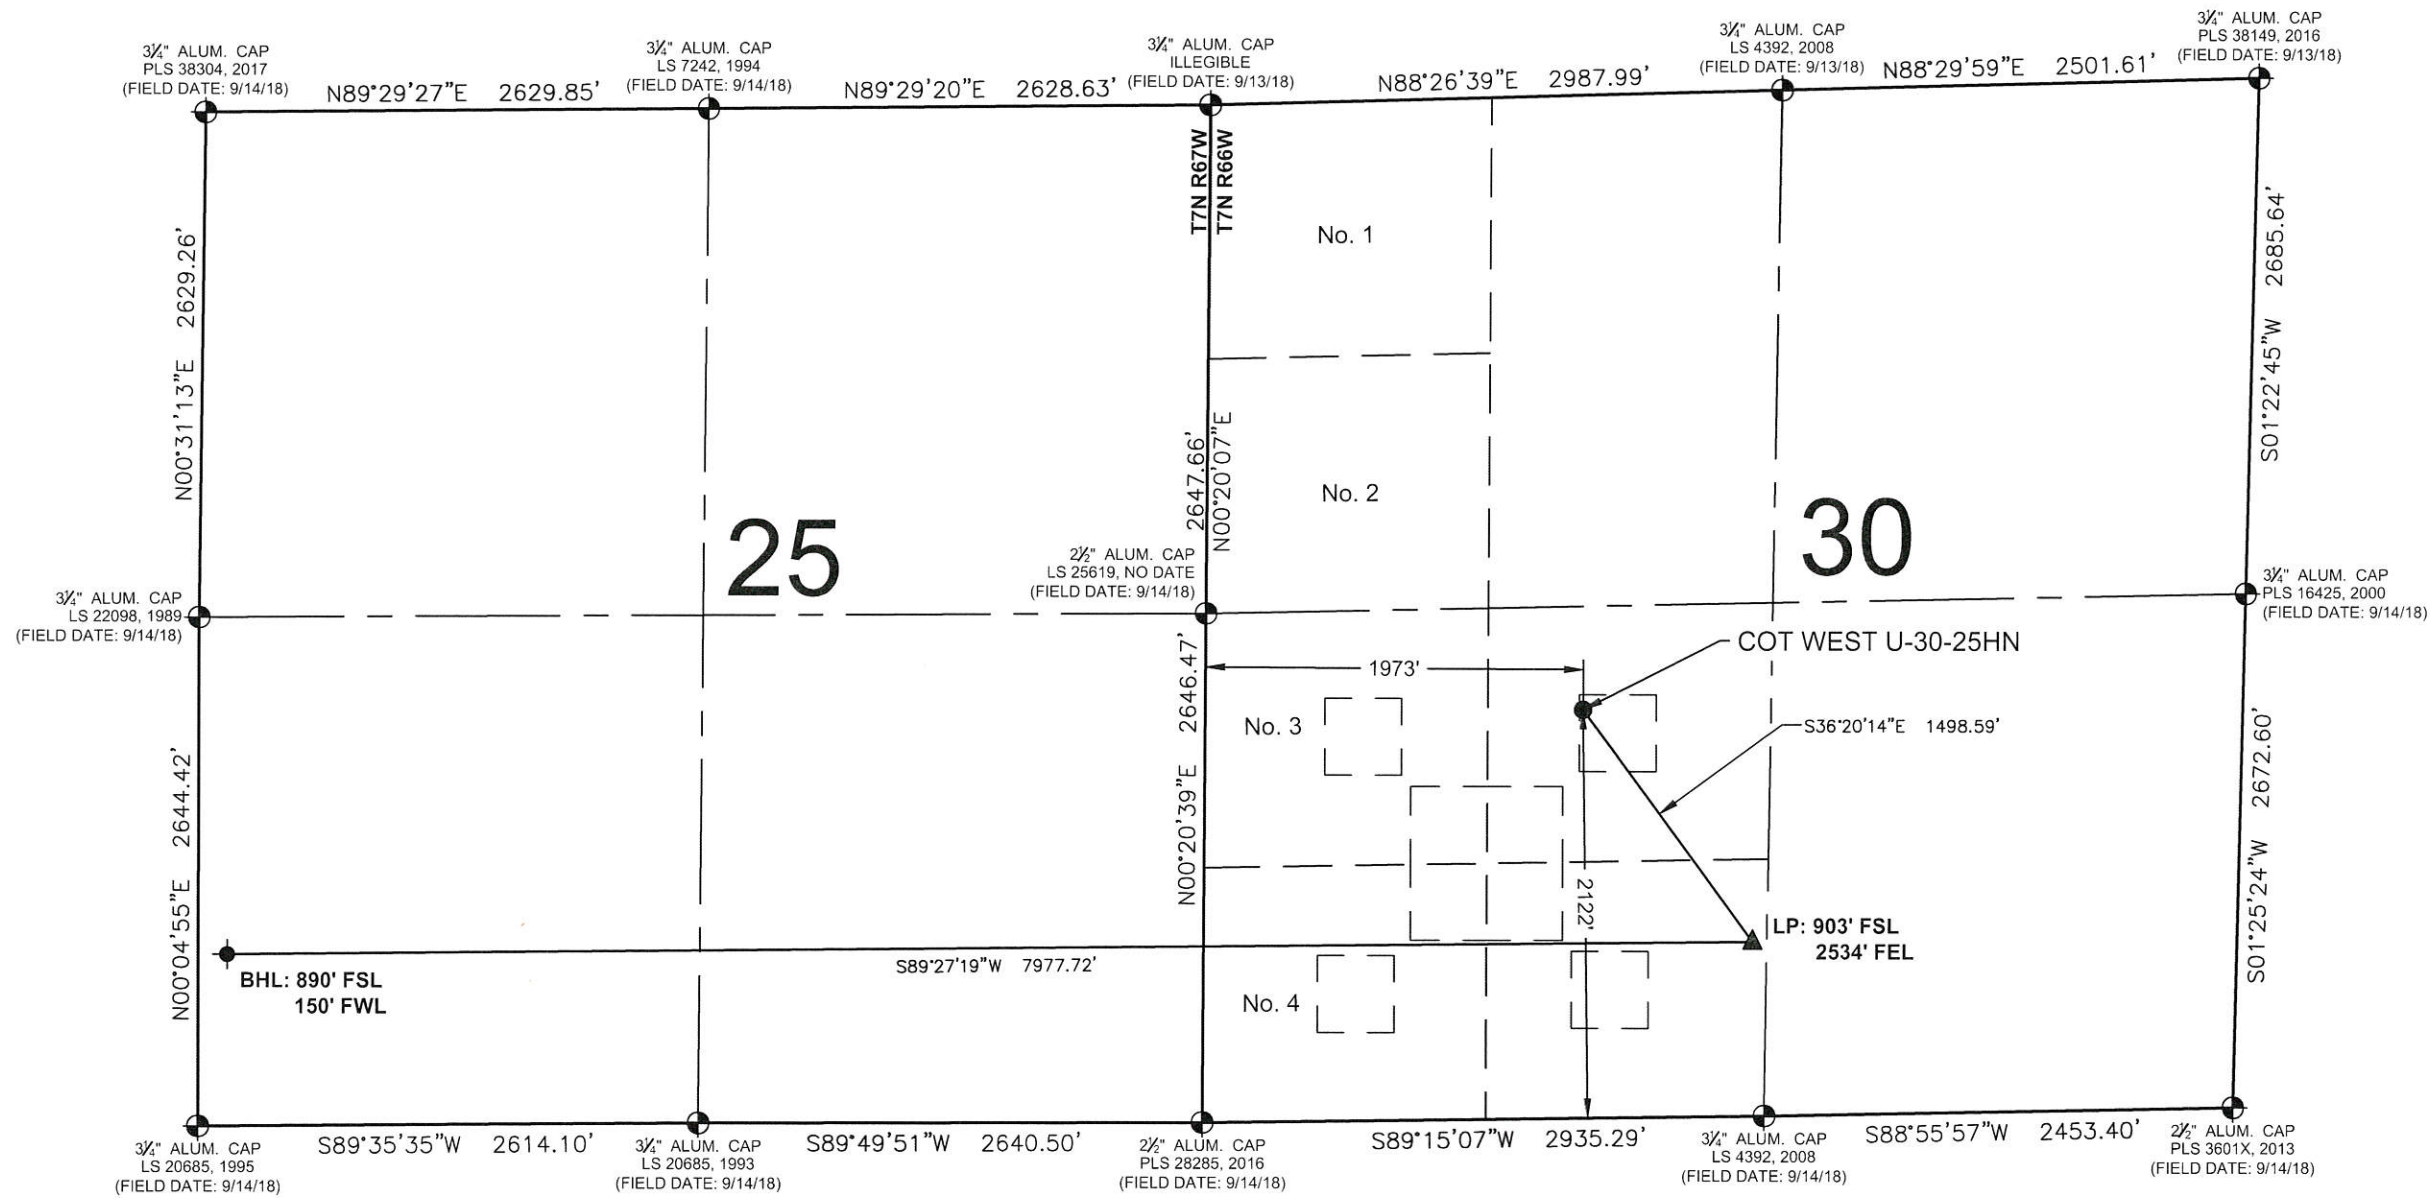 3¼" ALUM. CAP
PLS 38304, 2017
(FIELD DATE: 9/14/18)
N89°29'27"E 2629.85'
3¼" ALUM. CAP
LS 7242, 1994
(FIELD DATE: 9/14/18)
N89°29'20"E 2628.63'
3¼" ALUM. CAP
ILLEGIBLE
(FIELD DATE: 9/13/18)
N88°26'39"E 2987.99'
3¼" ALUM. CAP
LS 4392, 2008
(FIELD DATE: 9/13/18)
N88°29'59"E 2501.61'
3¼" ALUM. CAP
PLS 38149, 2016
(FIELD DATE: 9/13/18)
T7N R67W
T7N R66W
N00°31'13"E 2629.26'
No. 1
S01°22'45"W 2685.64'
2647.66'
N00°20'07"E
No. 2
25
30
3¼" ALUM. CAP
LS 22098, 1989
(FIELD DATE: 9/14/18)
2½" ALUM. CAP
LS 25619, NO DATE
(FIELD DATE: 9/14/18)
3¼" ALUM. CAP
PLS 16425, 2000
(FIELD DATE: 9/14/18)
COT WEST U-30-25HN
1973'
No. 3
S36°20'14"E 1498.59'
N00°04'55"E 2644.42'
N00°20'39"E 2646.47'
2122'
S01°25'24"W 2672.60'
LP: 903' FSL
2534' FEL
S89°27'19"W 7977.72'
BHL: 890' FSL
150' FWL
No. 4
3¼" ALUM. CAP
LS 20685, 1995
(FIELD DATE: 9/14/18)
S89°35'35"W 2614.10'
3¼" ALUM. CAP
LS 20685, 1993
(FIELD DATE: 9/14/18)
S89°49'51"W 2640.50'
2½" ALUM. CAP
PLS 28285, 2016
(FIELD DATE: 9/14/18)
S89°15'07"W 2935.29'
3¼" ALUM. CAP
LS 4392, 2008
(FIELD DATE: 9/14/18)
S88°55'57"W 2453.40'
2½" ALUM. CAP
PLS 3601X, 2013
(FIELD DATE: 9/14/18)